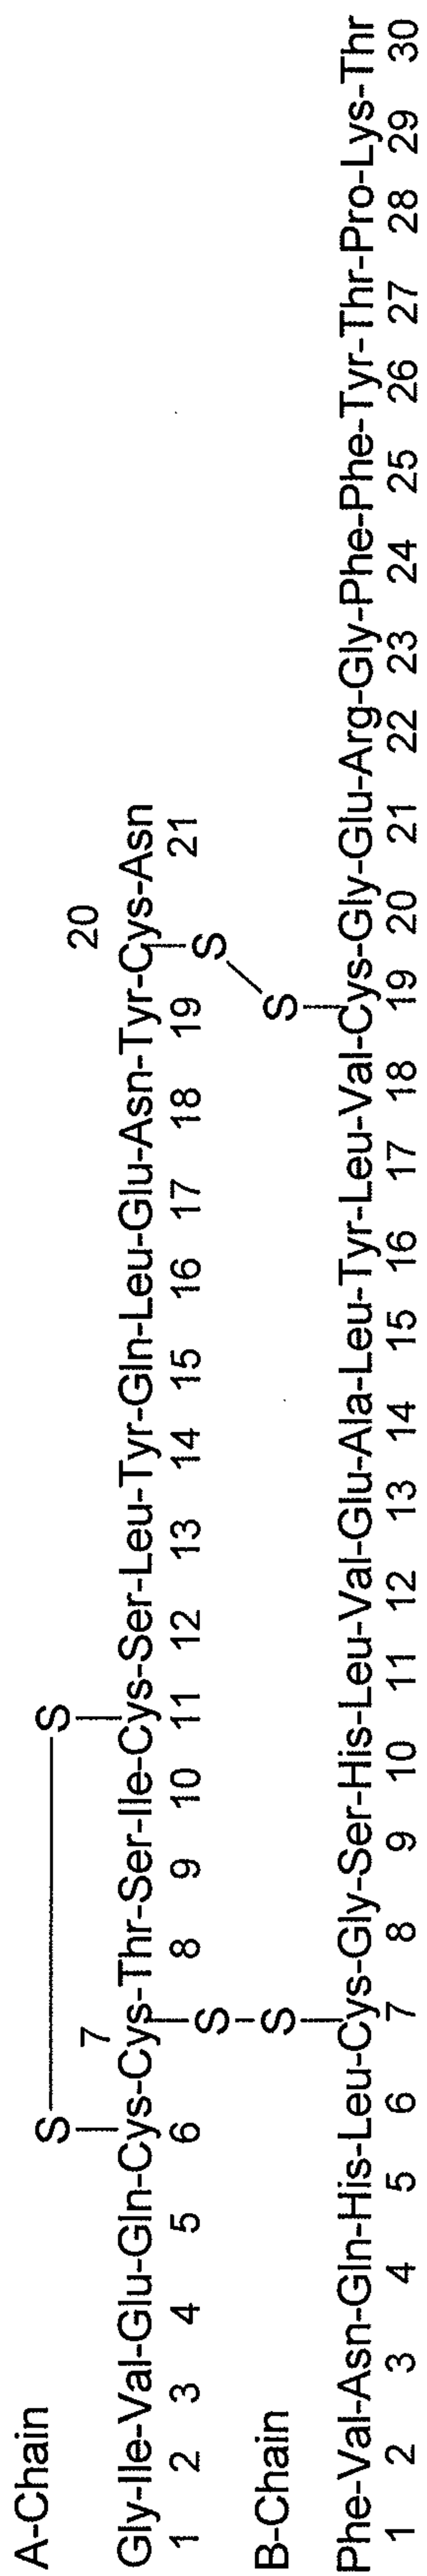 A-Chain
S S
7 20
Gly-Ile-Val-Glu-Gln-Cys-Cys-Thr-Ser-Ile-Cys-Ser-Leu-Tyr-Gln-Leu-Glu-Asn-Tyr-Cys-Asn
1 2 3 4 5 6 8 9 10 11 12 13 14 15 16 17 18 19 21
S S
B-Chain S S
Phe-Val-Asn-Gln-His-Leu-Cys-Gly-Ser-His-Leu-Val-Glu-Ala-Leu-Tyr-Leu-Val-Cys-Gly-Glu-Arg-Gly-Phe-Phe-Tyr-Thr-Pro-Lys-Thr
1 2 3 4 5 6 7 8 9 10 11 12 13 14 15 16 17 18 19 20 21 22 23 24 25 26 27 28 29 30